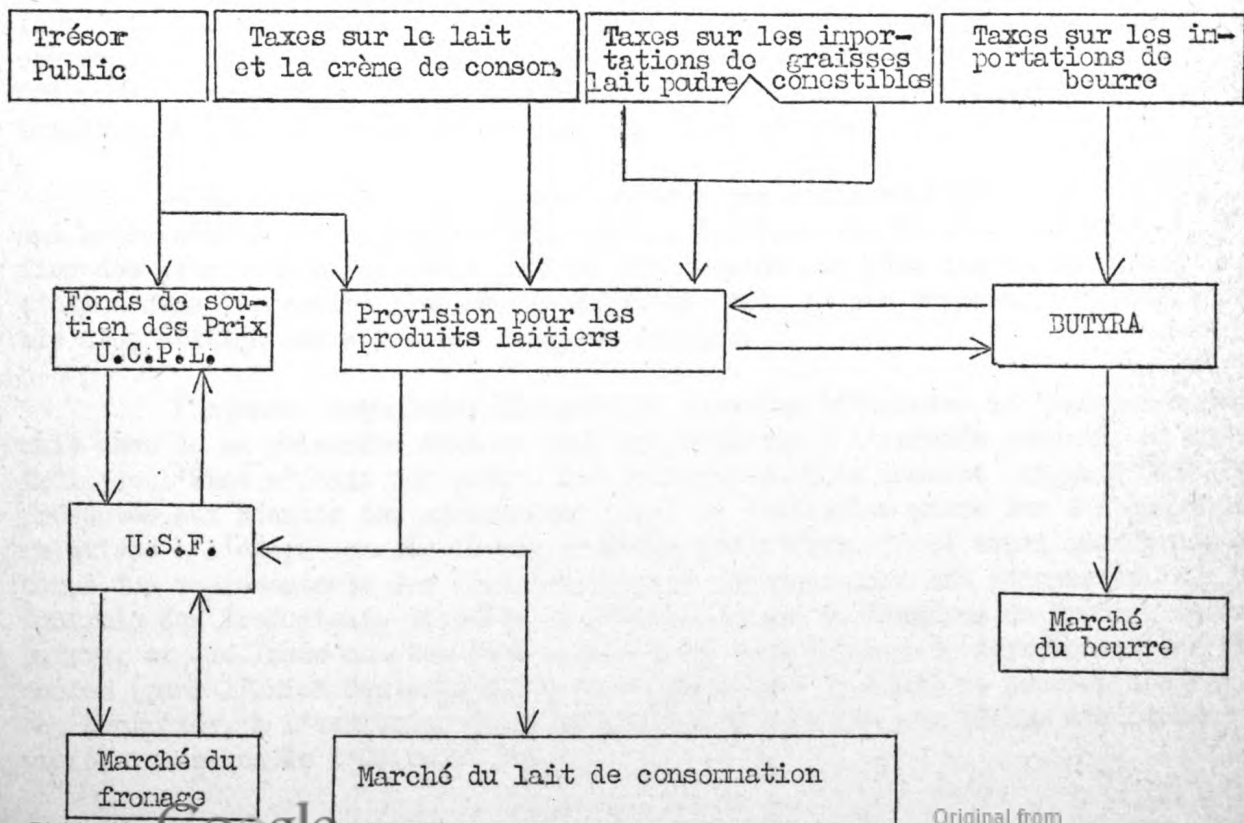 Trésor
Public
Taxes sur le lait
et la crème de consom.
Taxes sur les impor-
tations de graisses
lait poudre comestibles
Taxes sur les im-
portations de
beurre
Fonds de sou-
tien des Prix
U.C.P.L.
Provision pour les
produits laitiers
BUTYRA
U.S.F.
Marché
du beurre
Marché du
fromage
Marché du lait de consommation
Google
Original from